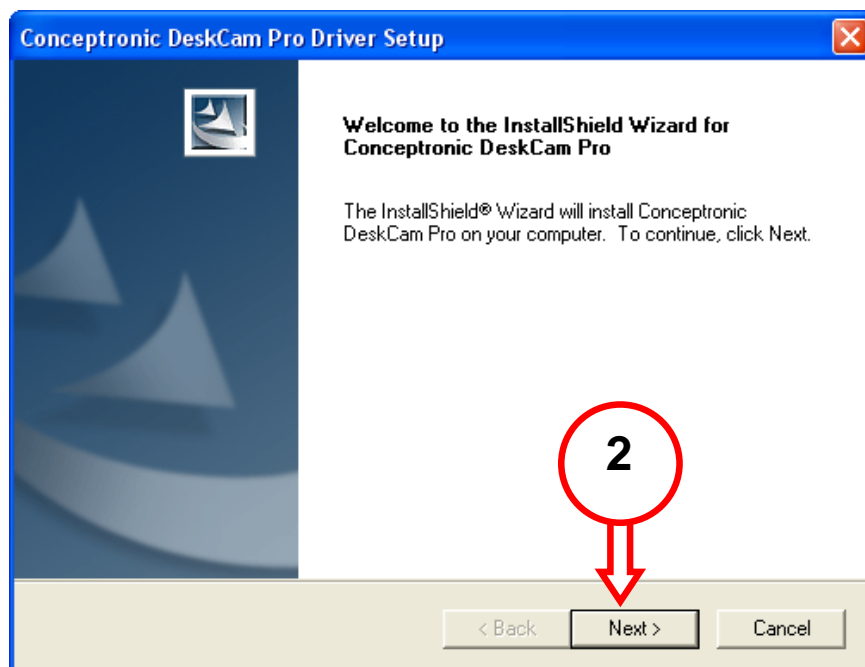 Conceptronic DeskCam Pro Driver Setup
Welcome to the InstallShield Wizard for
Conceptronic DeskCam Pro
The InstallShield® Wizard will install Conceptronic
DeskCam Pro on your computer. To continue, click Next.
2
< Back Next > Cancel